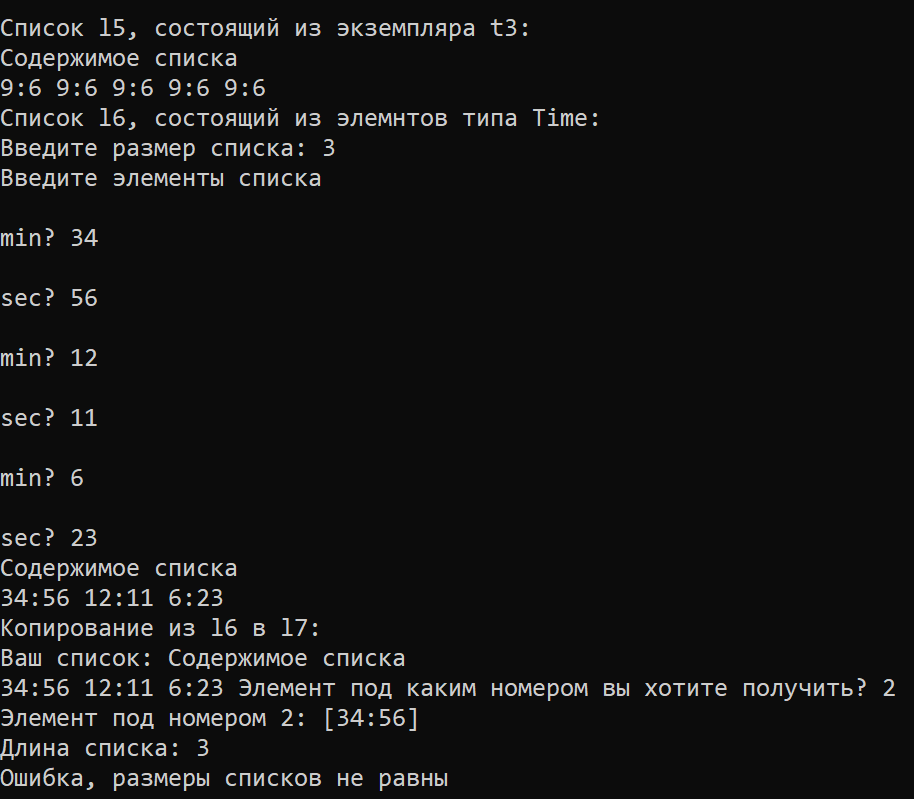 Список l5, состоящий из экземпляра t3:
Содержимое списка
9:6 9:6 9:6 9:6 9:6
Список l6, состоящий из элемнтов типа Time:
Введите размер списка: 3
Введите элементы списка
min? 34
sec? 56
min? 12
sec? 11
min? 6
sec? 23
Содержимое списка
34:56 12:11 6:23
Копирование из l6 в l7:
Ваш список: Содержимое списка
34:56 12:11 6:23 Элемент под каким номером вы хотите получить? 2
Элемент под номером 2: [34:56]
Длина списка: 3
Ошибка, размеры списков не равны